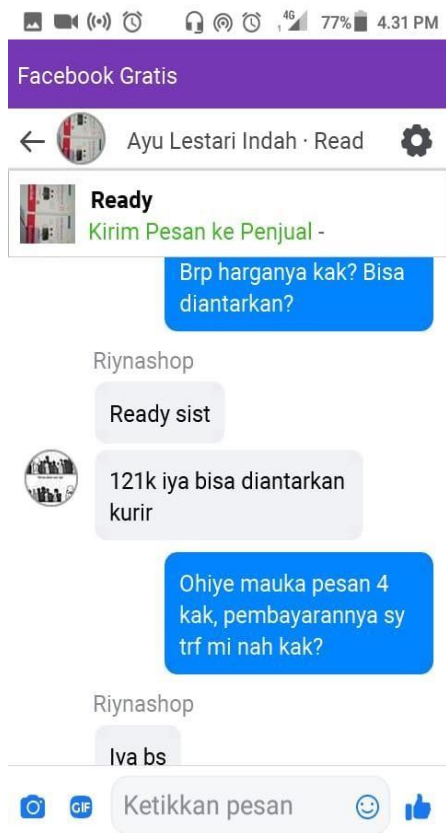 4G 77% 4.31 PM
Facebook Gratis
Ayu Lestari Indah · Read
Ready
Kirim Pesan ke Penjual -
Brp harganya kak? Bisa
diantarkan?
Riynashop
Ready sist
121k iya bisa diantarkan
kurir
Ohiye mauka pesan 4
kak, pembayarannya sy
trf mi nah kak?
Riynashop
Iya bs
GIF
Ketikkan pesan